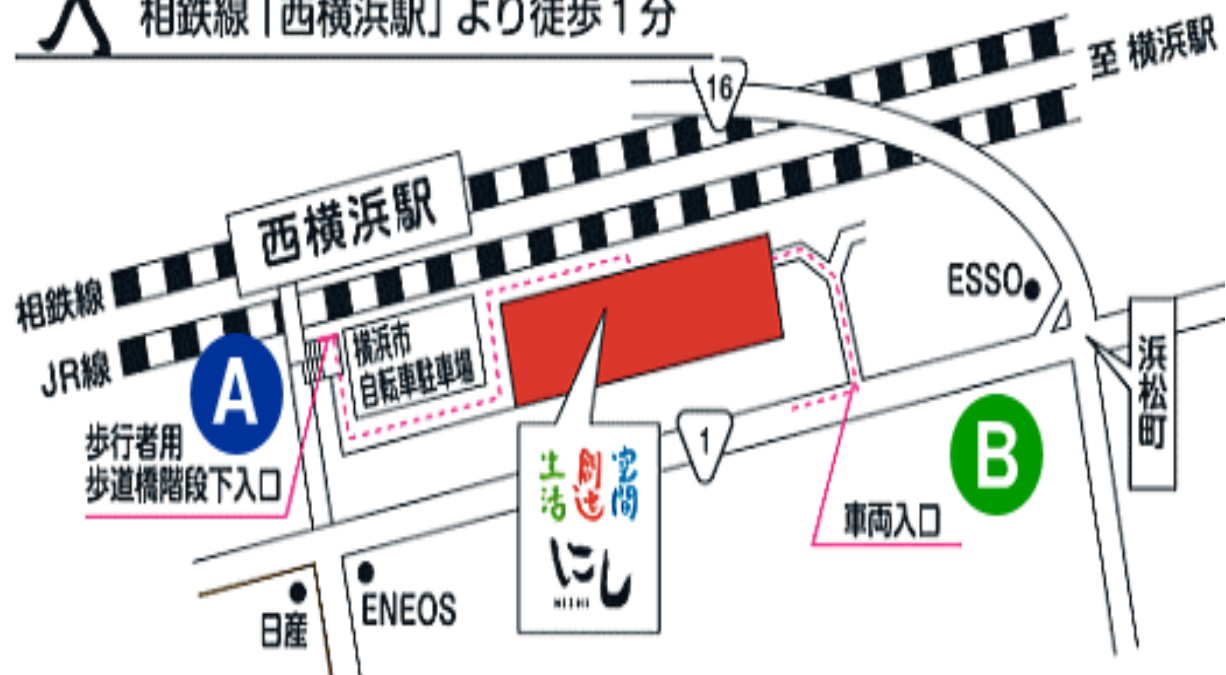 相鉄線「西横浜駅」より徒歩1分
16
至 横浜駅
西横浜駅
相鉄線
JR線
横浜市
自転車駐車場
ESSO
浜松町
A
歩行者用
歩道橋階段下入口
1
B
生活
創造
空間
にし
NISHI
車両入口
日産
ENEOS